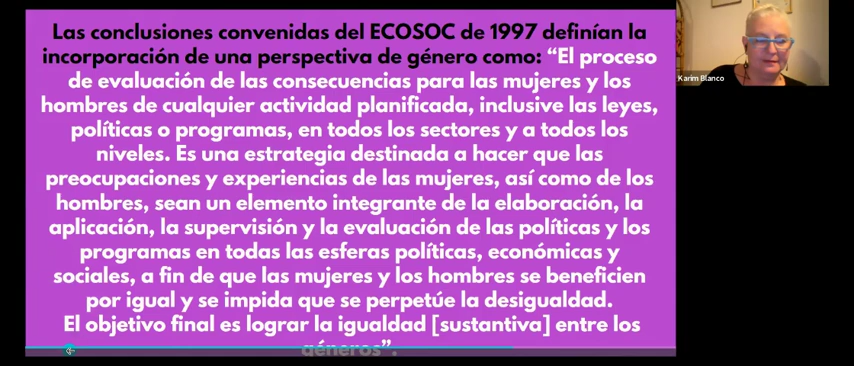 Las conclusiones convenidas del ECOSOC de 1997 definían la
incorporación de una perspectiva de género como: “El proceso
de evaluación de las consecuencias para las mujeres y los
hombres de cualquier actividad planificada, inclusive las leyes,
políticas o programas, en todos los sectores y a todos los
niveles. Es una estrategia destinada a hacer que las
preocupaciones y experiencias de las mujeres, así como de los
hombres, sean un elemento integrante de la elaboración, la
aplicación, la supervisión y la evaluación de las políticas y los
programas en todas las esferas políticas, económicas y
sociales, a fin de que las mujeres y los hombres se beneficien
por igual y se impida que se perpetúe la desigualdad.
El objetivo final es lograr la igualdad [sustantiva] entre los
géneros”.
Karim Blanco